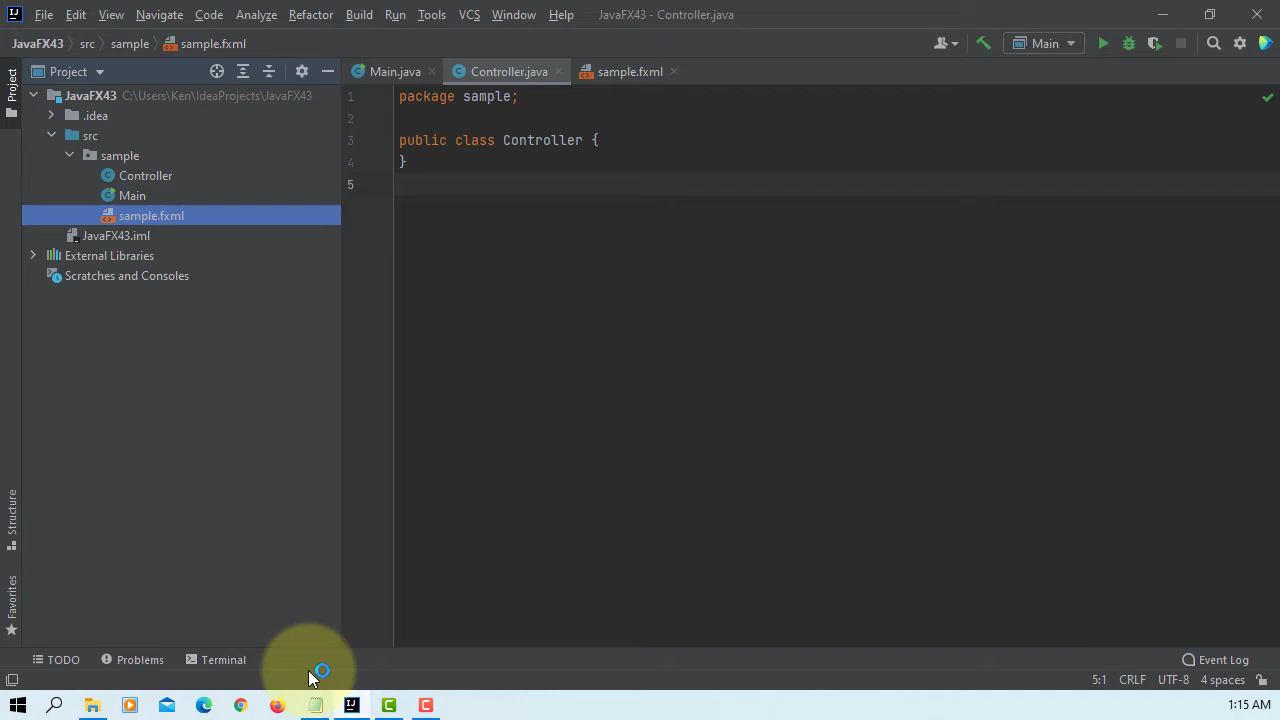 IJ File Edit View Navigate Code Analyze Refactor Build Run Tools VCS Window Help JavaFX43 - Controller.java
JavaFX43 src sample sample.fxml Main
Project Main.java Controller.java sample.fxml
Project
JavaFX43 C:\Users\Ken\IdeaProjects\JavaFX43
.idea
src
sample
Controller
Main
sample.fxml
JavaFX43.iml
External Libraries
Scratches and Consoles
1 package sample;
2
3 public class Controller {
4 }
5
Structure
Favorites
TODO Problems Terminal Event Log
5:1 CRLF UTF-8 4 spaces
IJ 1:15 AM